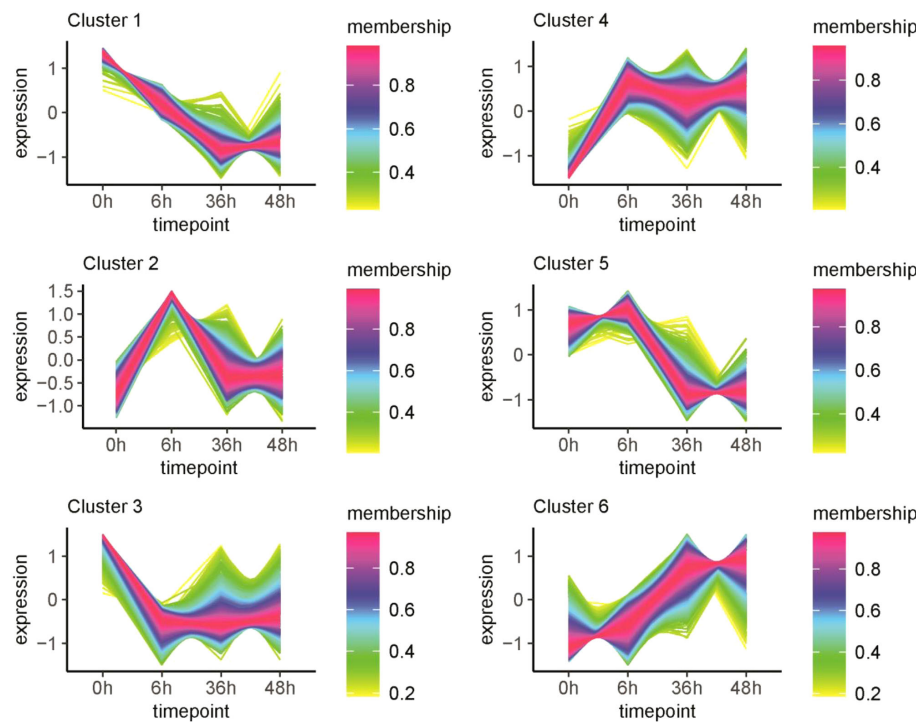 Cluster 1
membership
expression
1
0
−1
0h 6h 36h 48h
timepoint
0.8
0.6
0.4
Cluster 4
membership
expression
1
0
−1
0h 6h 36h 48h
timepoint
0.8
0.6
0.4
Cluster 2
membership
expression
1.5
1.0
0.5
0.0
−0.5
−1.0
0h 6h 36h 48h
timepoint
0.8
0.6
0.4
Cluster 5
membership
expression
1
0
−1
0h 6h 36h 48h
timepoint
0.8
0.6
0.4
Cluster 3
membership
expression
1
0
−1
0h 6h 36h 48h
timepoint
0.8
0.6
0.4
0.2
Cluster 6
membership
expression
1
0
−1
0h 6h 36h 48h
timepoint
0.8
0.6
0.4
0.2